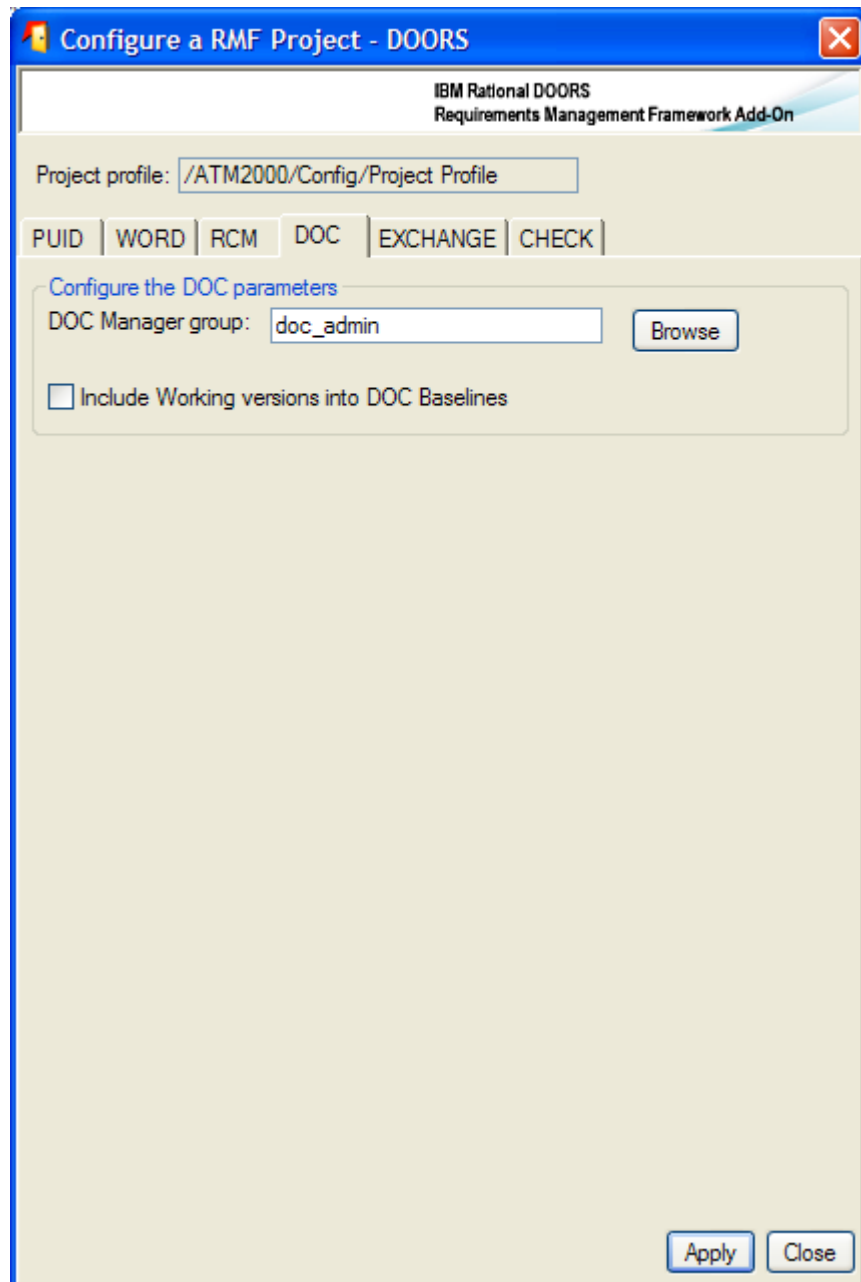 Configure a RMF Project - DOORS
IBM Rational DOORS
Requirements Management Framework Add-On
Project profile: /ATM2000/Config/Project Profile
PUID WORD RCM DOC EXCHANGE CHECK
Configure the DOC parameters
DOC Manager group: doc_admin Browse
Include Working versions into DOC Baselines
Apply Close